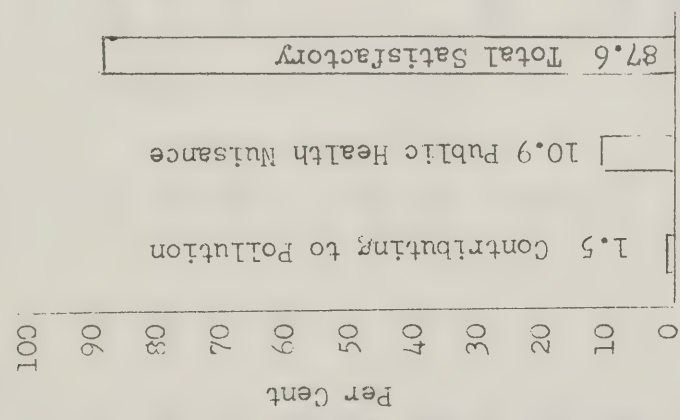 Per Cent
0 10 20 30 40 50 60 70 80 90 100
1.5 Contributing to Pollution
10.9 Public Health Nuisance
87.6 Total Satisfactory